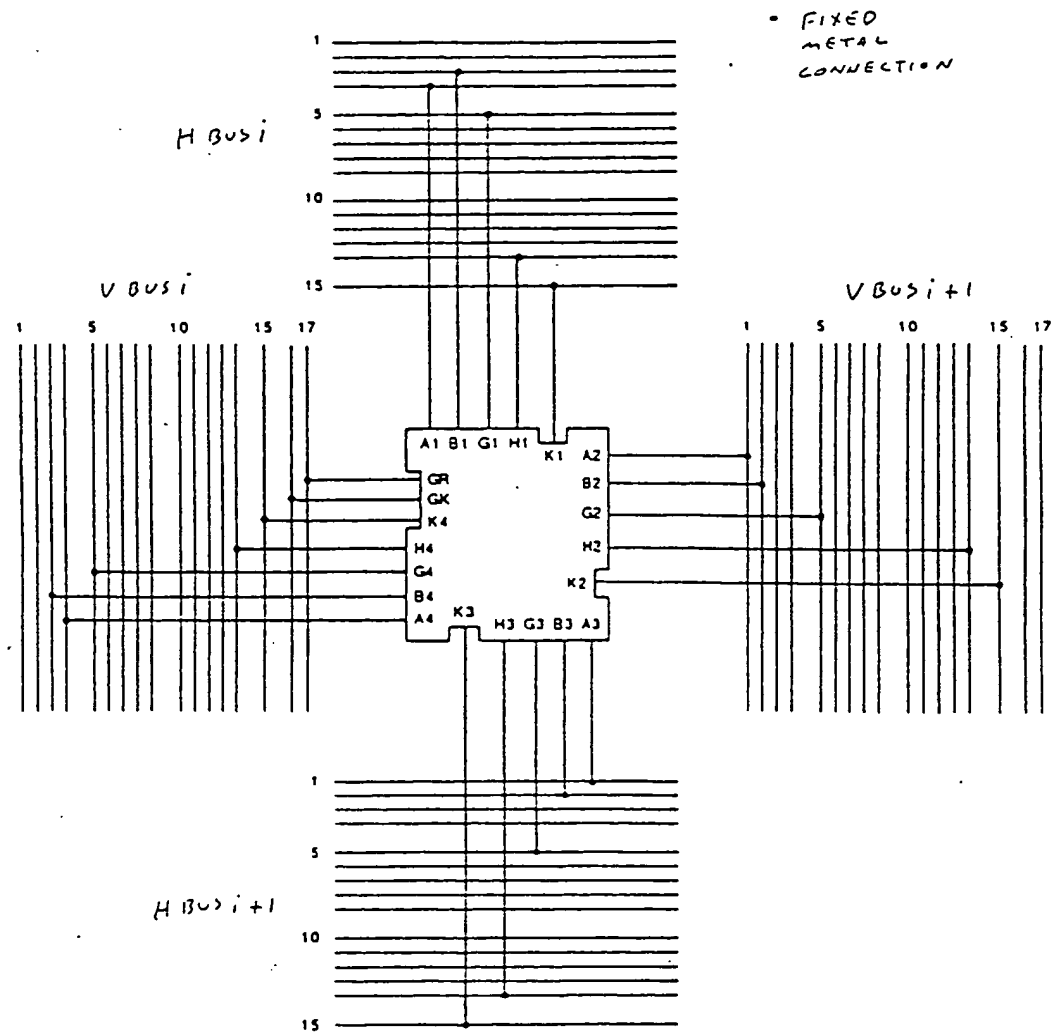 • FIXED
METAL
CONNECTION
1
5
H BUS i
10
15
V BUS i
V BUS i+1
1 5 10 15 17
1 5 10 15 17
A1 B1 G1 H1 K1
A2
GR
B2
GK
G2
K4
H4
H2
G4
K2
B4
A4
K3
H3 G3 B3 A3
1
5
H BUS i+1
10
15